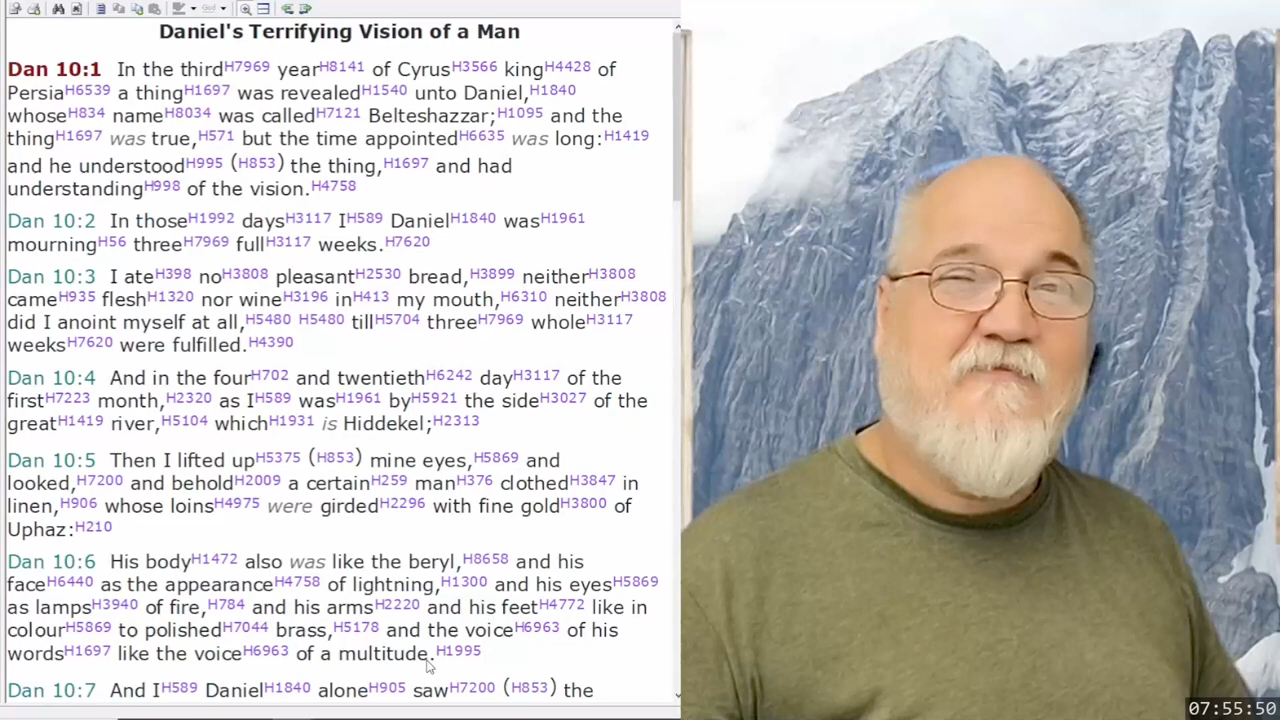 Daniel's Terrifying Vision of a Man
Dan 10:1 In the thirdH7969 yearH8141 of CyrusH3566 kingH4428 of
PersiaH6539 a thingH1697 was revealedH1540 unto Daniel,H1840
whoseH834 nameH8034 was calledH7121 Belteshazzar;H1095 and the
thingH1697 was true,H571 but the time appointedH6635 was long:H1419
and he understoodH995 (H853) the thing,H1697 and had
understandingH998 of the vision.H4758
Dan 10:2 In thoseH1992 daysH3117 IH589 DanielH1840 wasH1961
mourningH56 threeH7969 fullH3117 weeks.H7620
Dan 10:3 I ateH398 noH3808 pleasantH2530 bread,H3899 neitherH3808
cameH935 fleshH1320 nor wineH3196 inH413 my mouth,H6310 neitherH3808
did I anoint myself at all,H5480 H5480 tillH5704 threeH7969 wholeH3117
weeksH7620 were fulfilled.H4390
Dan 10:4 And in the fourH702 and twentiethH6242 dayH3117 of the
firstH7223 month,H2320 as IH589 wasH1961 byH5921 the sideH3027 of the
greatH1419 river,H5104 whichH1931 is Hiddekel;H2313
Dan 10:5 Then I lifted upH5375 (H853) mine eyes,H5869 and
looked,H7200 and beholdH2009 a certainH259 manH376 clothedH3847 in
linen,H906 whose loinsH4975 were girdedH2296 with fine goldH3800 of
Uphaz:H210
Dan 10:6 His bodyH1472 also was like the beryl,H8658 and his
faceH6440 as the appearanceH4758 of lightning,H1300 and his eyesH5869
as lampsH3940 of fire,H784 and his armsH2220 and his feetH4772 like in
colourH5869 to polishedH7044 brass,H5178 and the voiceH6963 of his
wordsH1697 like the voiceH6963 of a multitude.H1995
Dan 10:7 And IH589 DanielH1840 aloneH905 sawH7200 (H853) the
07:55:50